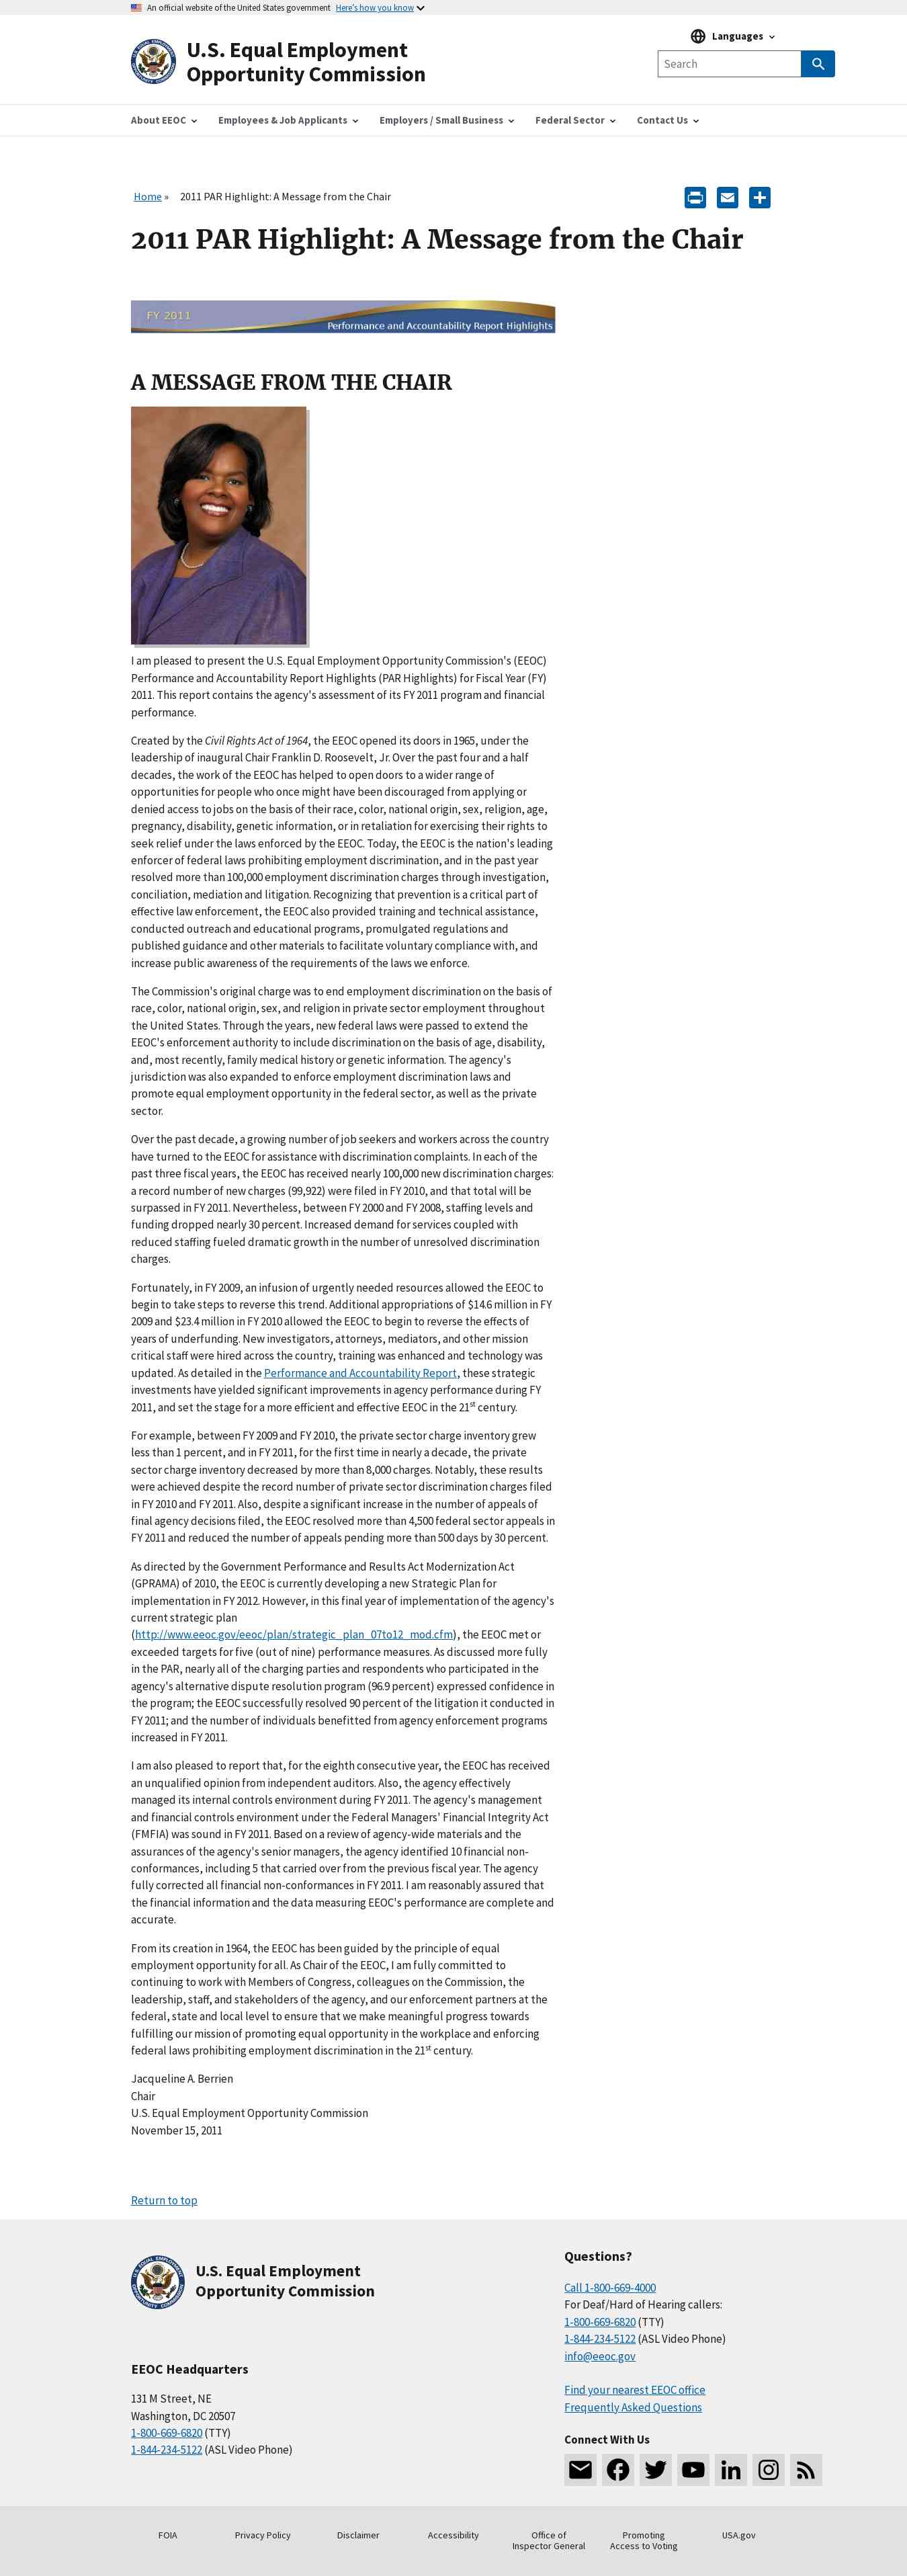 An official website of the United States government Here's how you know
Languages
U.S. Equal Employment
Opportunity Commission
Search
About EEOC Employees & Job Applicants Employers / Small Business Federal Sector Contact Us
Home » 2011 PAR Highlight: A Message from the Chair
2011 PAR Highlight: A Message from the Chair
FY 2011
Performance and Accountability Report Highlights
A MESSAGE FROM THE CHAIR
I am pleased to present the U.S. Equal Employment Opportunity Commission's (EEOC)
Performance and Accountability Report Highlights (PAR Highlights) for Fiscal Year (FY)
2011. This report contains the agency's assessment of its FY 2011 program and financial
performance.
Created by the Civil Rights Act of 1964, the EEOC opened its doors in 1965, under the
leadership of inaugural Chair Franklin D. Roosevelt, Jr. Over the past four and a half
decades, the work of the EEOC has helped to open doors to a wider range of
opportunities for people who once might have been discouraged from applying or
denied access to jobs on the basis of their race, color, national origin, sex, religion, age,
pregnancy, disability, genetic information, or in retaliation for exercising their rights to
seek relief under the laws enforced by the EEOC. Today, the EEOC is the nation's leading
enforcer of federal laws prohibiting employment discrimination, and in the past year
resolved more than 100,000 employment discrimination charges through investigation,
conciliation, mediation and litigation. Recognizing that prevention is a critical part of
effective law enforcement, the EEOC also provided training and technical assistance,
conducted outreach and educational programs, promulgated regulations and
published guidance and other materials to facilitate voluntary compliance with, and
increase public awareness of the requirements of the laws we enforce.
The Commission's original charge was to end employment discrimination on the basis of
race, color, national origin, sex, and religion in private sector employment throughout
the United States. Through the years, new federal laws were passed to extend the
EEOC's enforcement authority to include discrimination on the basis of age, disability,
and, most recently, family medical history or genetic information. The agency's
jurisdiction was also expanded to enforce employment discrimination laws and
promote equal employment opportunity in the federal sector, as well as the private
sector.
Over the past decade, a growing number of job seekers and workers across the country
have turned to the EEOC for assistance with discrimination complaints. In each of the
past three fiscal years, the EEOC has received nearly 100,000 new discrimination charges:
a record number of new charges (99,922) were filed in FY 2010, and that total will be
surpassed in FY 2011. Nevertheless, between FY 2000 and FY 2008, staffing levels and
funding dropped nearly 30 percent. Increased demand for services coupled with
reduced staffing fueled dramatic growth in the number of unresolved discrimination
charges.
Fortunately, in FY 2009, an infusion of urgently needed resources allowed the EEOC to
begin to take steps to reverse this trend. Additional appropriations of $14.6 million in FY
2009 and $23.4 million in FY 2010 allowed the EEOC to begin to reverse the effects of
years of underfunding. New investigators, attorneys, mediators, and other mission
critical staff were hired across the country, training was enhanced and technology was
updated. As detailed in the Performance and Accountability Report, these strategic
investments have yielded significant improvements in agency performance during FY
2011, and set the stage for a more efficient and effective EEOC in the 21st century.
For example, between FY 2009 and FY 2010, the private sector charge inventory grew
less than 1 percent, and in FY 2011, for the first time in nearly a decade, the private
sector charge inventory decreased by more than 8,000 charges. Notably, these results
were achieved despite the record number of private sector discrimination charges filed
in FY 2010 and FY 2011. Also, despite a significant increase in the number of appeals of
final agency decisions filed, the EEOC resolved more than 4,500 federal sector appeals in
FY 2011 and reduced the number of appeals pending more than 500 days by 30 percent.
As directed by the Government Performance and Results Act Modernization Act
(GPRAMA) of 2010, the EEOC is currently developing a new Strategic Plan for
implementation in FY 2012. However, in this final year of implementation of the agency's
current strategic plan
(http://www.eeoc.gov/eeoc/plan/strategic_plan_07to12_mod.cfm), the EEOC met or
exceeded targets for five (out of nine) performance measures. As discussed more fully
in the PAR, nearly all of the charging parties and respondents who participated in the
agency's alternative dispute resolution program (96.9 percent) expressed confidence in
the program; the EEOC successfully resolved 90 percent of the litigation it conducted in
FY 2011; and the number of individuals benefitted from agency enforcement programs
increased in FY 2011.
I am also pleased to report that, for the eighth consecutive year, the EEOC has received
an unqualified opinion from independent auditors. Also, the agency effectively
managed its internal controls environment during FY 2011. The agency's management
and financial controls environment under the Federal Managers' Financial Integrity Act
(FMFIA) was sound in FY 2011. Based on a review of agency-wide materials and the
assurances of the agency's senior managers, the agency identified 10 financial non-
conformances, including 5 that carried over from the previous fiscal year. The agency
fully corrected all financial non-conformances in FY 2011. I am reasonably assured that
the financial information and the data measuring EEOC's performance are complete and
accurate.
From its creation in 1964, the EEOC has been guided by the principle of equal
employment opportunity for all. As Chair of the EEOC, I am fully committed to
continuing to work with Members of Congress, colleagues on the Commission, the
leadership, staff, and stakeholders of the agency, and our enforcement partners at the
federal, state and local level to ensure that we make meaningful progress towards
fulfilling our mission of promoting equal opportunity in the workplace and enforcing
federal laws prohibiting employment discrimination in the 21st century.
Jacqueline A. Berrien
Chair
U.S. Equal Employment Opportunity Commission
November 15, 2011
Return to top
U.S. Equal Employment
Opportunity Commission
EEOC Headquarters
131 M Street, NE
Washington, DC 20507
1-800-669-6820 (TTY)
1-844-234-5122 (ASL Video Phone)
Questions?
Call 1-800-669-4000
For Deaf/Hard of Hearing callers:
1-800-669-6820 (TTY)
1-844-234-5122 (ASL Video Phone)
info@eeoc.gov
Find your nearest EEOC office
Frequently Asked Questions
Connect With Us
FOIA Privacy Policy Disclaimer Accessibility Office of Promoting USA.gov
Inspector General Access to Voting